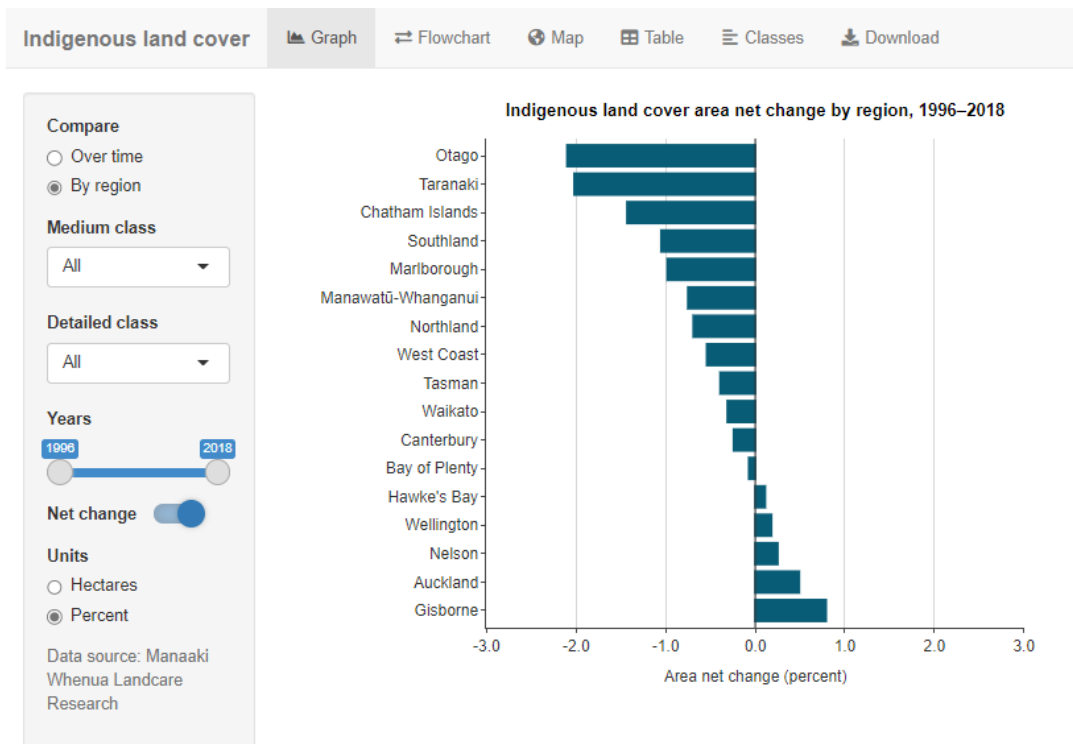 Indigenous land cover
Graph
Flowchart
Map
Table
Classes
Download
Compare
Over time
By region
Medium class
All
Detailed class
All
Years
1996
2018
Net change
Units
Hectares
Percent
Data source: Manaaki
Whenua Landcare
Research
Indigenous land cover area net change by region, 1996–2018
Otago
Taranaki
Chatham Islands
Southland
Marlborough
Manawatū-Whanganui
Northland
West Coast
Tasman
Waikato
Canterbury
Bay of Plenty
Hawke's Bay
Wellington
Nelson
Auckland
Gisborne
-3.0
-2.0
-1.0
0.0
1.0
2.0
3.0
Area net change (percent)